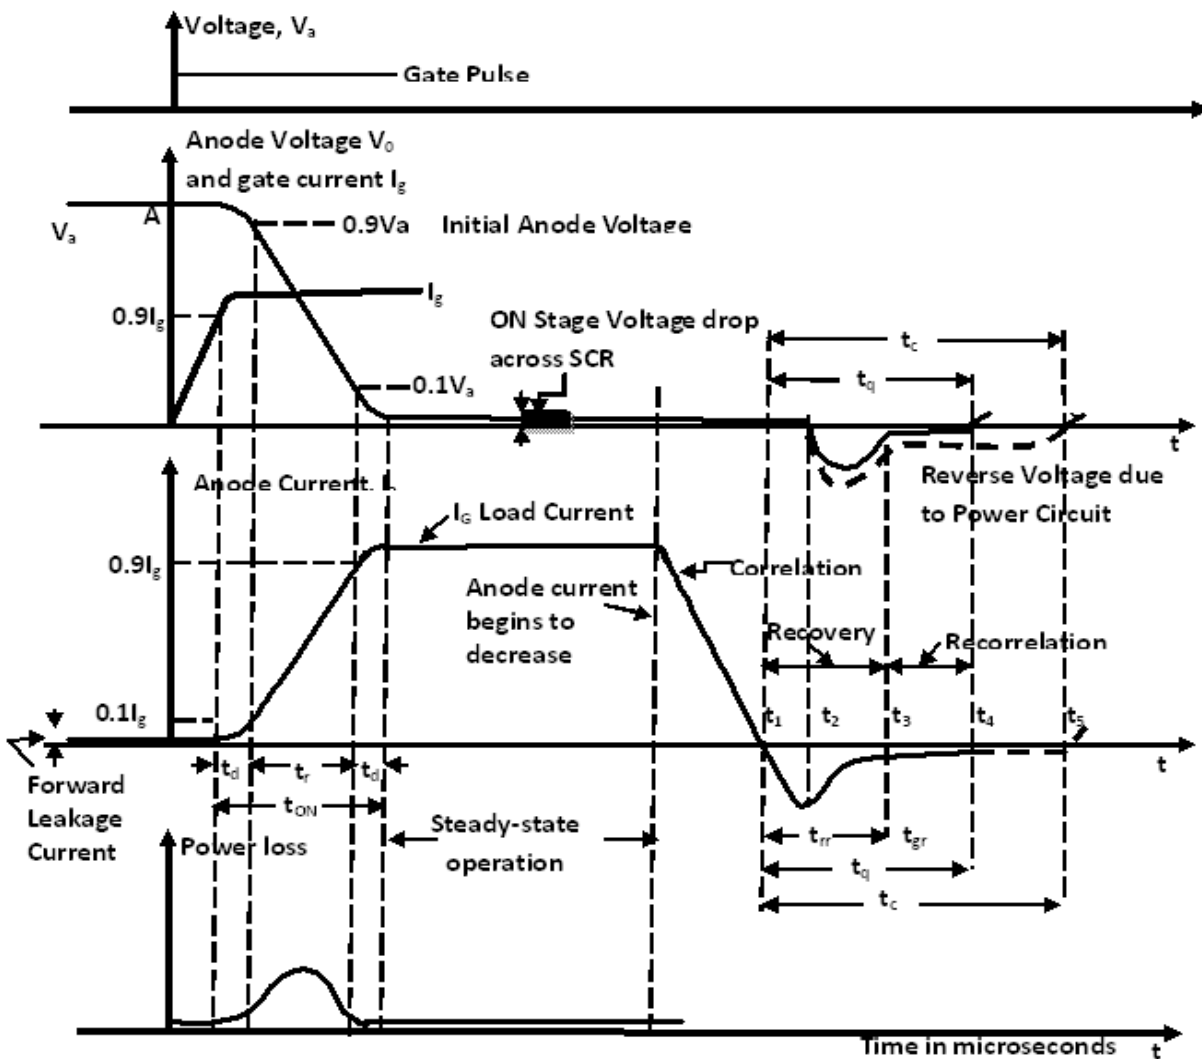 Voltage, Va
Gate Pulse
Anode Voltage V0
and gate current Ig
A
Va
0.9Va
Initial Anode Voltage
Ig
0.9Ig
ON Stage Voltage drop
across SCR
0.1Va
tc
tq
t
Anode Current. I
Reverse Voltage due
to Power Circuit
IG Load Current
0.9Ig
Correlation
Anode current
begins to
decrease
Recovery
Recorrelation
0.1Ig
t1
t2
t3
t4
t5
td
tr
td
t
Forward
Leakage
Current
tON
Steady-state
operation
trr
tgr
tq
tc
Power loss
Time in microseconds
t